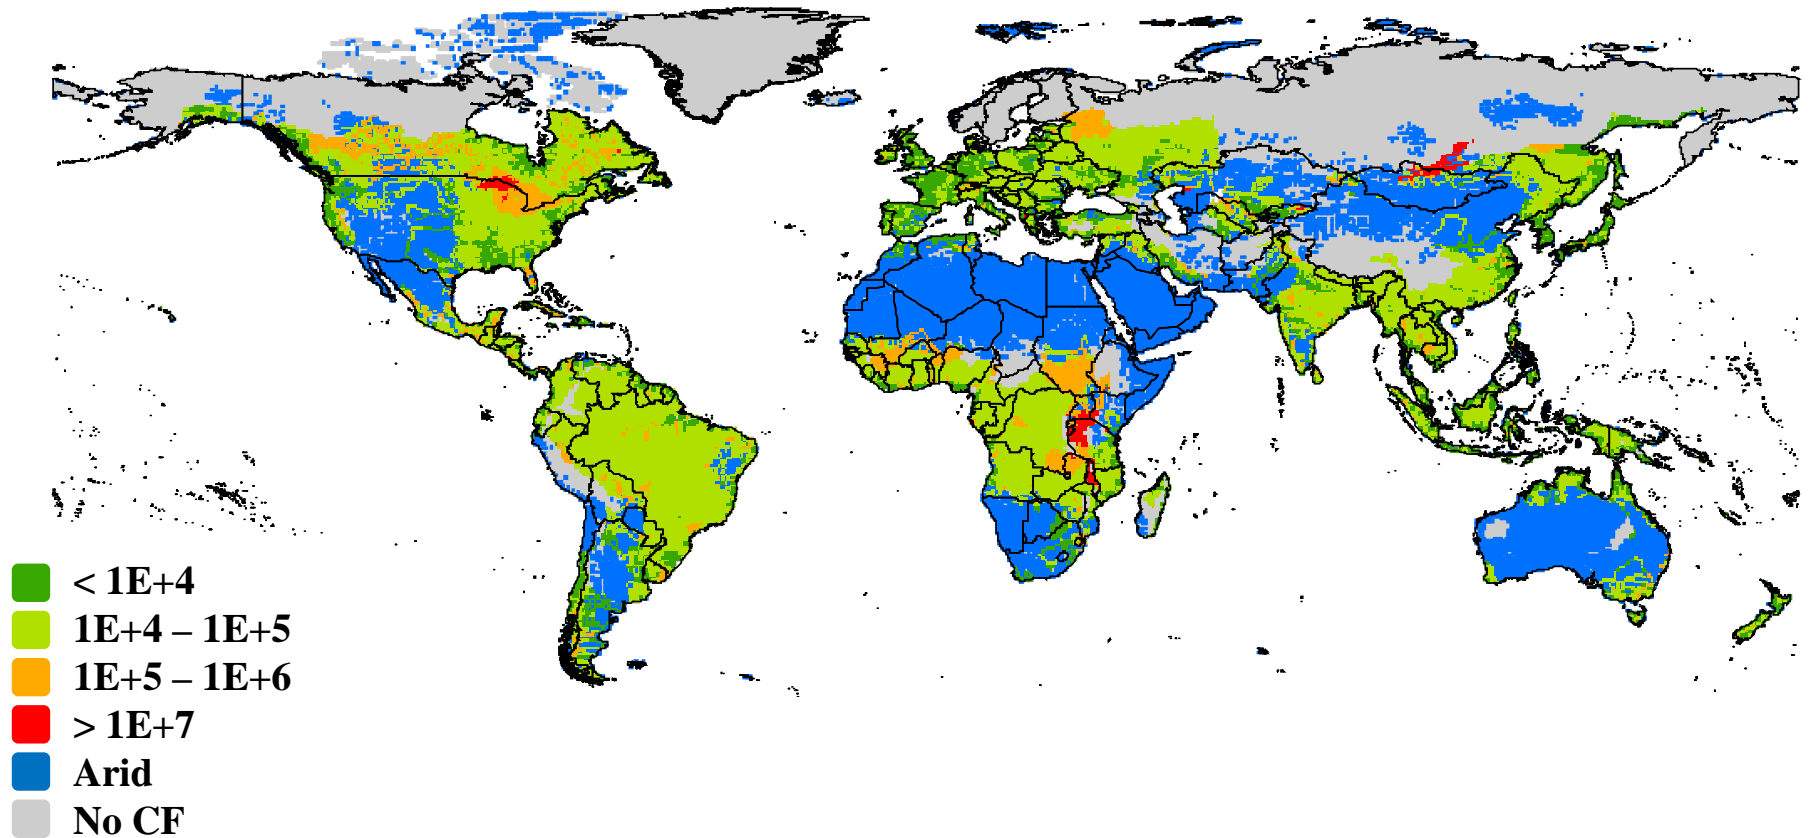 < 1E+4
1E+4 – 1E+5
1E+5 – 1E+6
> 1E+7
Arid
No CF